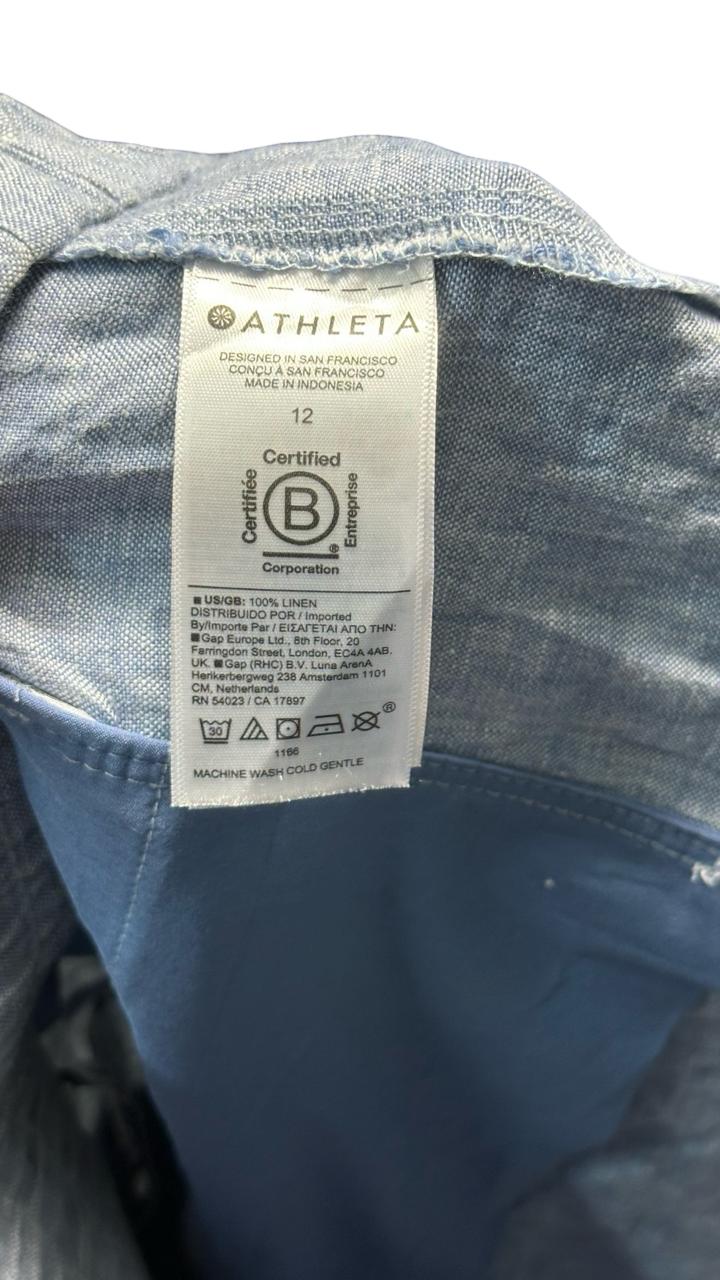 ATHLETA
DESIGNED IN SAN FRANCISCO
CONÇU À SAN FRANCISCO
MADE IN INDONESIA
12
Certified
Certifiée
B
Entreprise
®
Corporation
■ US/GB: 100% LINEN
DISTRIBUIDO POR / Imported
By/Importe Par / ΕΙΣΑΓΕΤΑΙ ΑΠΟ ΤΗΝ:
■Gap Europe Ltd., 8th Floor, 20
Farringdon Street, London, EC4A 4AB.
UK. ■Gap (RHC) B.V. Luna ArenA
Herikerbergweg 238 Amsterdam 1101
CM, Netherlands
RN 54023 / CA 17897
30 ®
1166
MACHINE WASH COLD GENTLE